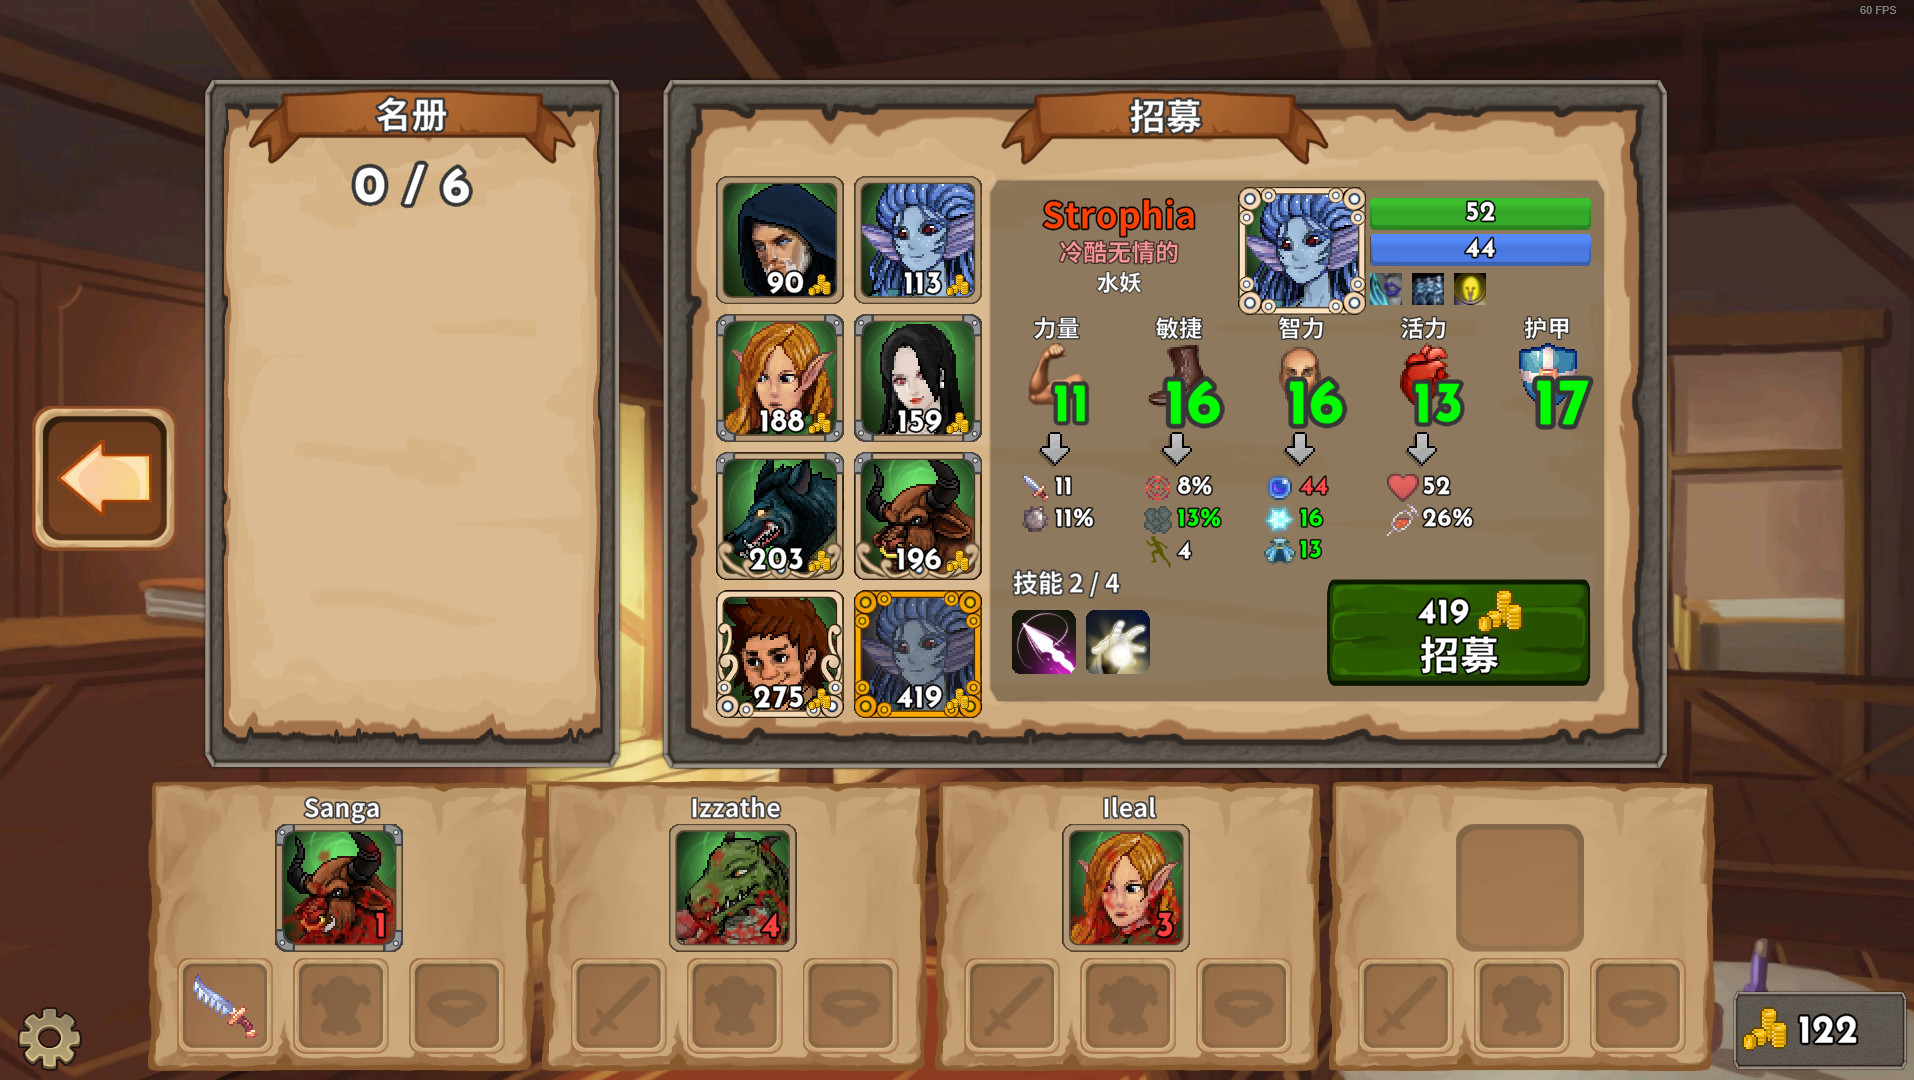 60 FPS
名册
0 / 6
招募
90
113
188
159
203
196
275
419
Strophia
冷酷无情的
水妖
52
44
力量
敏捷
智力
活力
护甲
11
16
16
13
17
11
8%
44
52
11%
13%
16
26%
4
13
技能 2 / 4
419
招募
Sanga
1
Izzathe
4
Ileal
3
122